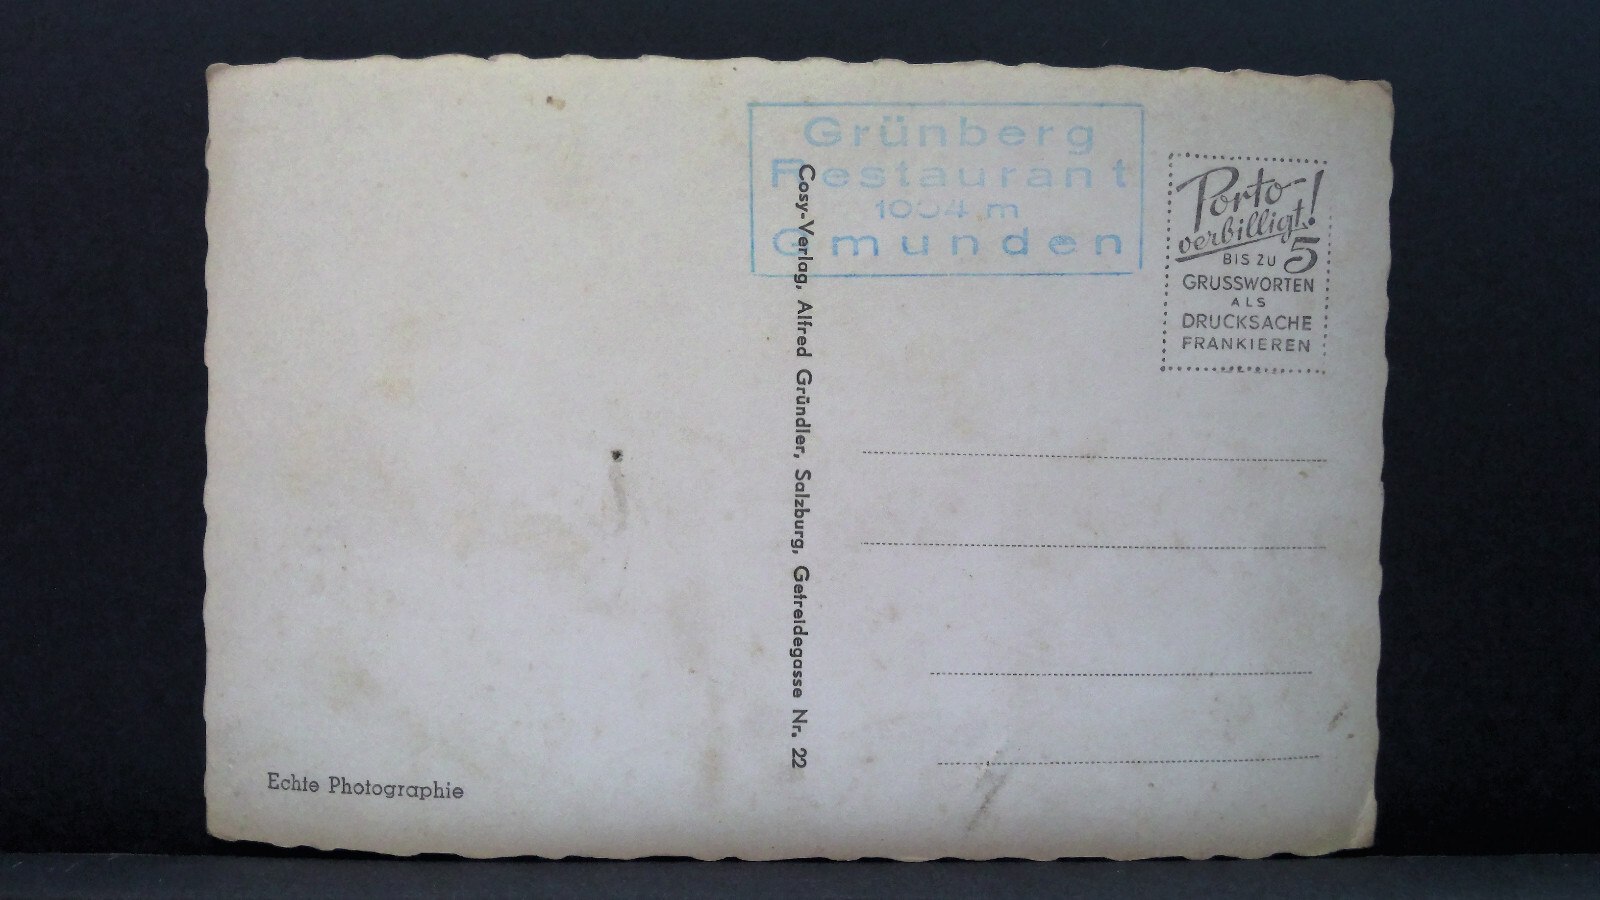 Grünberg
Restaurant
1004 m
Gmunden
Porto-
verbilligt!
BIS ZU 5
GRUSSWORTEN
ALS
DRUCKSACHE
FRANKIEREN
Cosy-Verlag, Alfred Gründler, Salzburg, Getreidegasse Nr. 22
Echte Photographie